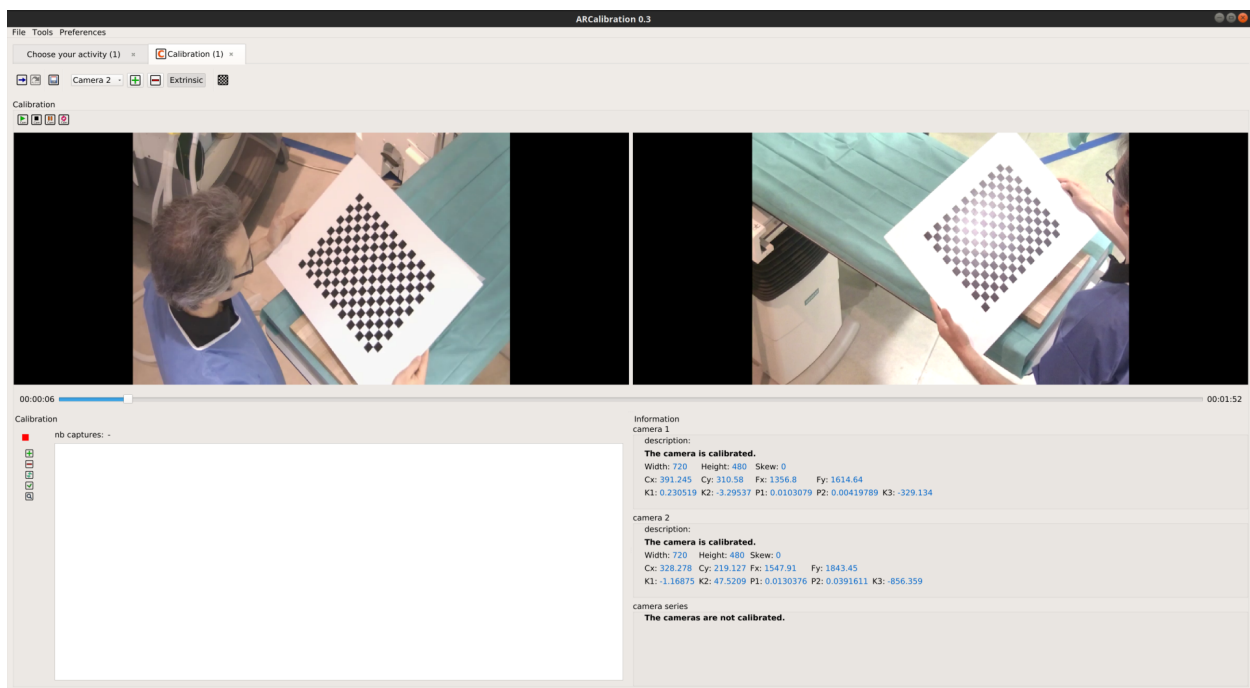 ARCalibration 0.3
File Tools Preferences
Choose your activity (1) × C Calibration (1) ×
Camera 2 Extrinsic
Calibration
00:00:06 00:01:52
Calibration
nb captures: -
Information
camera 1
description:
The camera is calibrated.
Width: 720 Height: 480 Skew: 0
Cx: 391.245 Cy: 310.58 Fx: 1356.8 Fy: 1614.64
K1: 0.230519 K2: -3.29537 P1: 0.0103079 P2: 0.00419789 K3: -329.134
camera 2
description:
The camera is calibrated.
Width: 720 Height: 480 Skew: 0
Cx: 328.278 Cy: 219.127 Fx: 1547.91 Fy: 1843.45
K1: -1.16875 K2: 47.5209 P1: 0.0130376 P2: 0.0391611 K3: -856.359
camera series
The cameras are not calibrated.